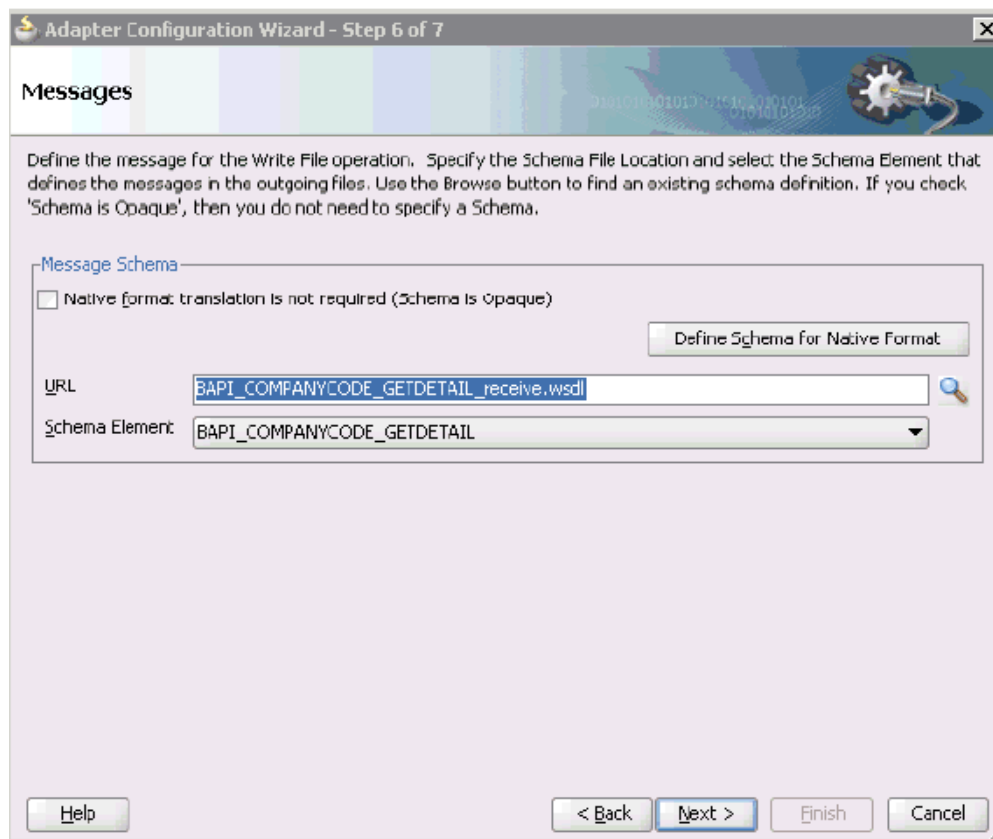 Adapter Configuration Wizard - Step 6 of 7
Messages
Define the message for the Write File operation. Specify the Schema File Location and select the Schema Element that
defines the messages in the outgoing files. Use the Browse button to find an existing schema definition. If you check
'Schema is Opaque', then you do not need to specify a Schema.
Message Schema
Native format translation is not required (Schema is Opaque)
Define Schema for Native Format
URL
BAPI_COMPANYCODE_GETDETAIL_receive.wsdl
Schema Element
BAPI_COMPANYCODE_GETDETAIL
Help
< Back
Next >
Finish
Cancel